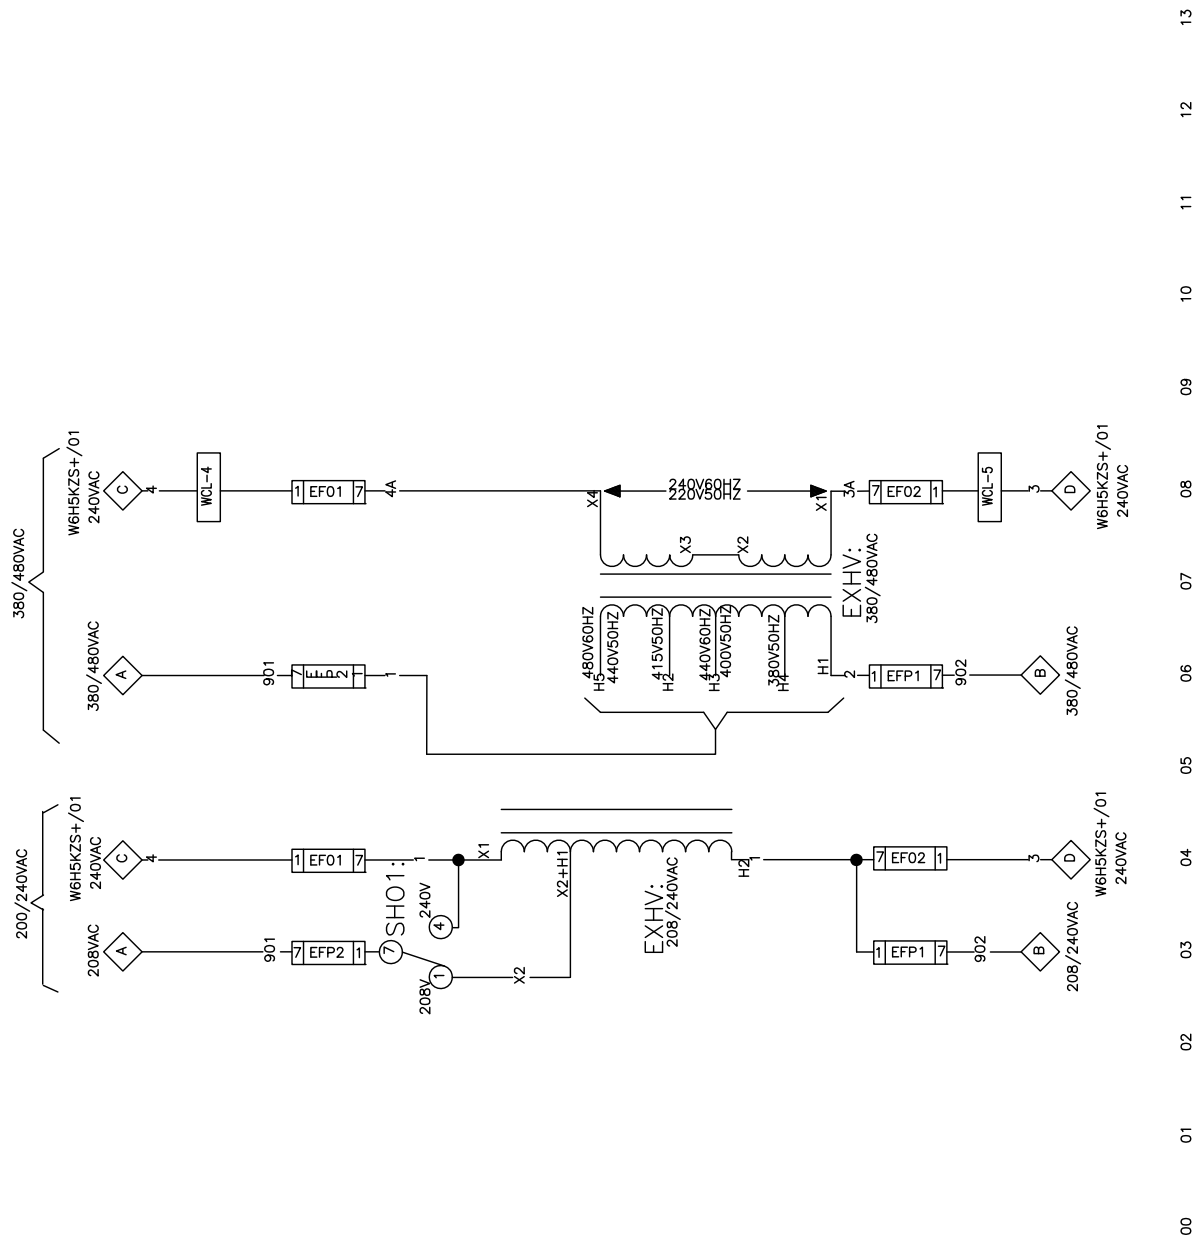 13
12
11
10
09
08
07
06
05
04
03
02
01
00
380/480VAC
W6H5KZS+/01
240VAC
C
4
WCL-4
1 EF01 7
4A
X4
240V60HZ
220V50HZ
X1
3A
7 EF02 1
WCL-5
3
D
W6H5KZS+/01
240VAC
X3
X2
EXHV:
380/480VAC
380/480VAC
A
901
7 EFP2 1
1
480V60HZ
440V50HZ
H5
415V50HZ
H2
440V60HZ
400V50HZ
H3
380V50HZ
H4
H1
2
1 EFP1 7
902
B
380/480VAC
200/240VAC
W6H5KZS+/01
240VAC
C
4
1 EF01 7
1
X1
X2+H1
H2
1
7 EF02 1
3
D
W6H5KZS+/01
240VAC
SH01:
240V
4
EXHV:
208/240VAC
208VAC
A
901
7 EFP2 1
7
208V
1
X2
1 EFP1 7
902
B
208/240VAC